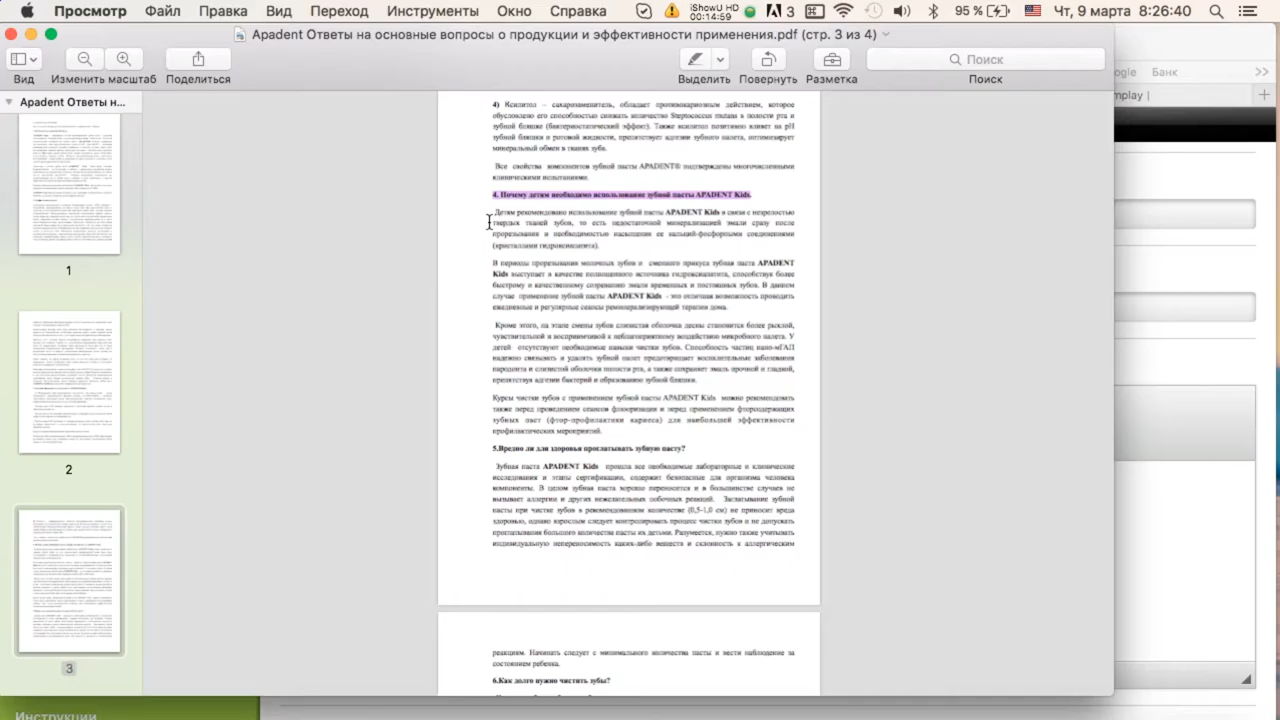 Просмотр Файл Правка Вид Переход Инструменты Окно Справка iShowU HD 00:14:59 3 95 % Чт, 9 марта 8:26:40
Apadent Ответы на основные вопросы о продукции и эффективности применения.pdf (стр. 3 из 4)
Вид Изменить масштаб Поделиться Выделить Повернуть Разметка Поиск
Поиск
ogle Банк
mplay |
Apadent Ответы н...
1
2
3
4) Ксилитол – сахарозаменитель, обладает противокариозным действием, которое
обусловлено его способностью снижать количество Steptococcus mutans в полости рта и
зубной бляшке (бактериостатический эффект). Также ксилитол позитивно влияет на pH
зубной бляшки и ротовой жидкости, препятствует адгезии зубного налета, оптимизирует
минеральный обмен в тканях зуба.
Все свойства компонентов зубной пасты APADENT® подтверждены многочисленными
клиническими испытаниями.
4. Почему детям необходимо использование зубной пасты APADENT Kids.
Детям рекомендовано использование зубной пасты APADENT Kids в связи с незрелостью
твердых тканей зубов, то есть недостаточной минерализацией эмали сразу после
прорезывания и необходимостью насыщения ее кальций-фосфорными соединениями
(кристаллами гидроксиапатита).
В периоды прорезывания молочных зубов и сменного прикуса зубная паста APADENT
Kids выступает в качестве полноценного источника гидроксиапатита, способствуя более
быстрому и качественному созреванию эмали временных и постоянных зубов. В данном
случае применение зубной пасты APADENT Kids - это отличная возможность проводить
ежедневные и регулярные сеансы реминерализирующей терапии дома.
Кроме этого, на этапе смены зубов слизистая оболочка десны становится более рыхлой,
чувствительной и восприимчивой к неблагоприятному воздействию микробного налета. У
детей отсутствуют необходимые навыки чистки зубов. Способность частиц нано-мГАП
надежно связывать и удалять зубной налет предотвращает воспалительные заболевания
пародонта и слизистой оболочки полости рта, а также сохраняет эмаль прочной и гладкой,
препятствуя адгезии бактерий и образованию зубной бляшки.
Курсы чистки зубов с применением зубной пасты APADENT Kids можно рекомендовать
также перед проведением сеансов фторизации и перед применением фторсодержащих
зубных паст (фтор-профилактики кариеса) для наибольшей эффективности
профилактических мероприятий.
5.Вредно ли для здоровья проглатывать зубную пасту?
Зубная паста APADENT Kids прошла все необходимые лабораторные и клинические
исследования и этапы сертификации, содержит безопасные для организма человека
компоненты. В целом зубная паста хорошо переносится и в большинстве случаев не
вызывает аллергии и других нежелательных побочных реакций. Заглатывание зубной
пасты при чистке зубов в рекомендованном количестве (0,5-1,0 см) не приносит вреда
здоровью, однако взрослым следует контролировать процесс чистки зубов и не допускать
проглатывания большого количества пасты их детьми. Разумеется, нужно также учитывать
индивидуальную непереносимость каких-либо веществ и склонность к аллергическим
реакциям. Начинать следует с минимального количества пасты и вести наблюдение за
состоянием ребенка.
6.Как долго нужно чистить зубы?
Инструкции